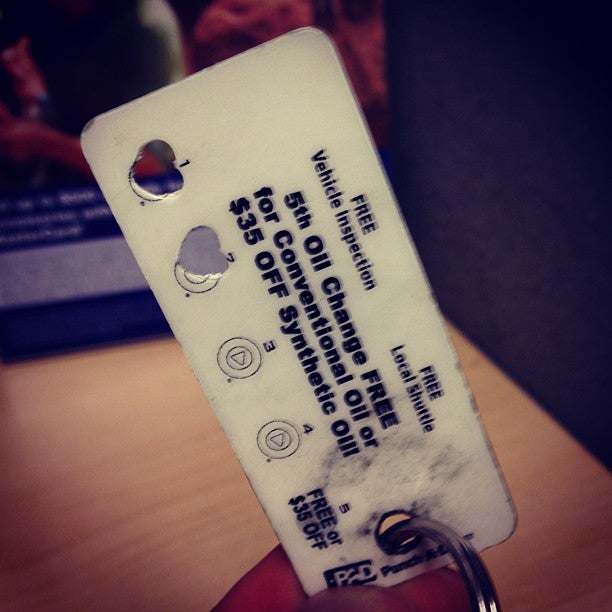 FREE
Vehicle Inspection
5th Oil Change FREE
for Conventional Oil or
$35 OFF Synthetic Oil!
FREE
Local Shuttle
1
2
3
4
5
FREE or
$35 OFF